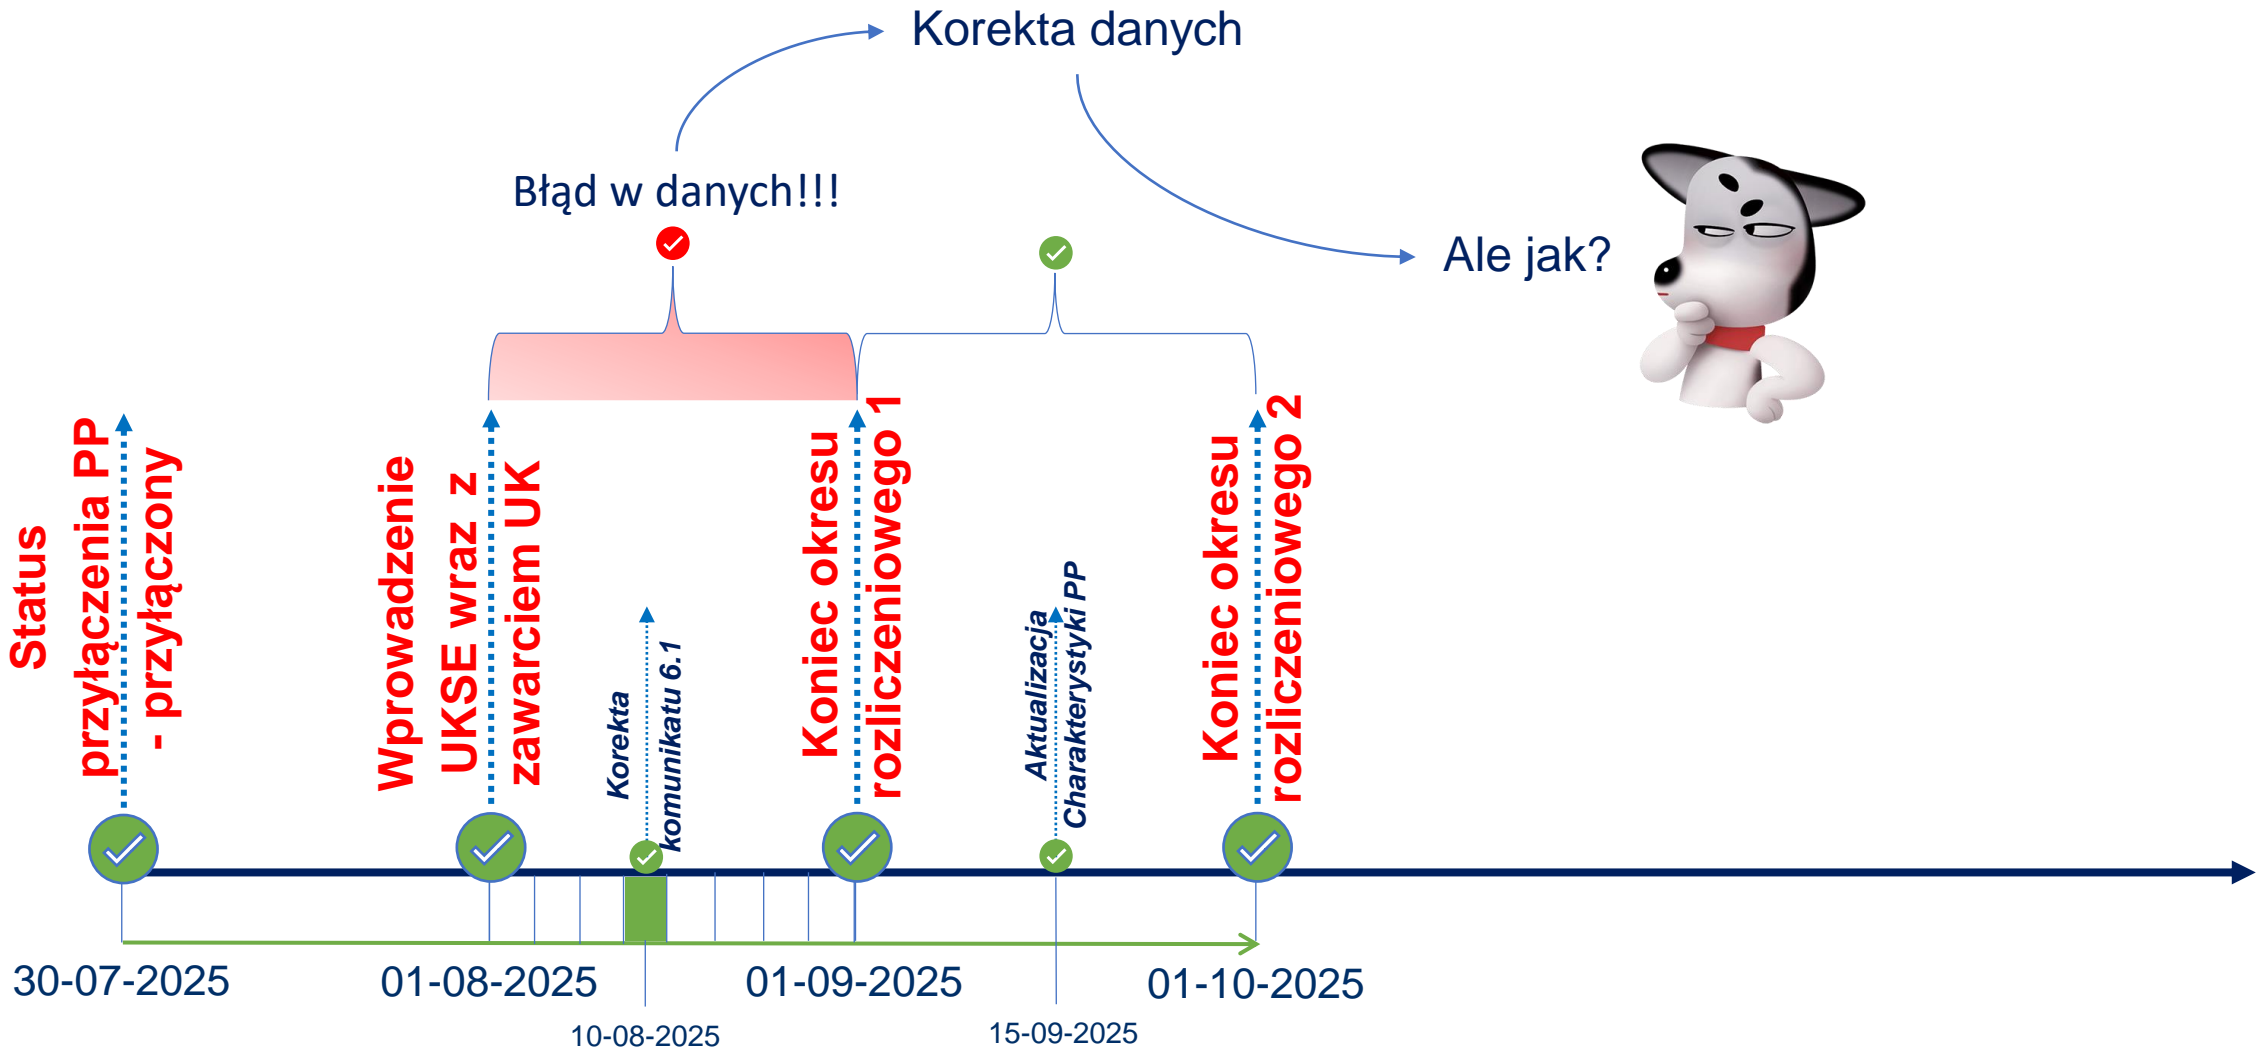 Korekta danych
Błąd w danych!!!
Ale jak?
Status
przyłączenia PP
- przyłączony
Wprowadzenie
UKSE wraz z
zawarciem UK
Korekta
komunikatu 6.1
Koniec okresu
rozliczeniowego 1
Aktualizacja
Charakterystyki PP
Koniec okresu
rozliczeniowego 2
30-07-2025
01-08-2025
01-09-2025
01-10-2025
10-08-2025
15-09-2025